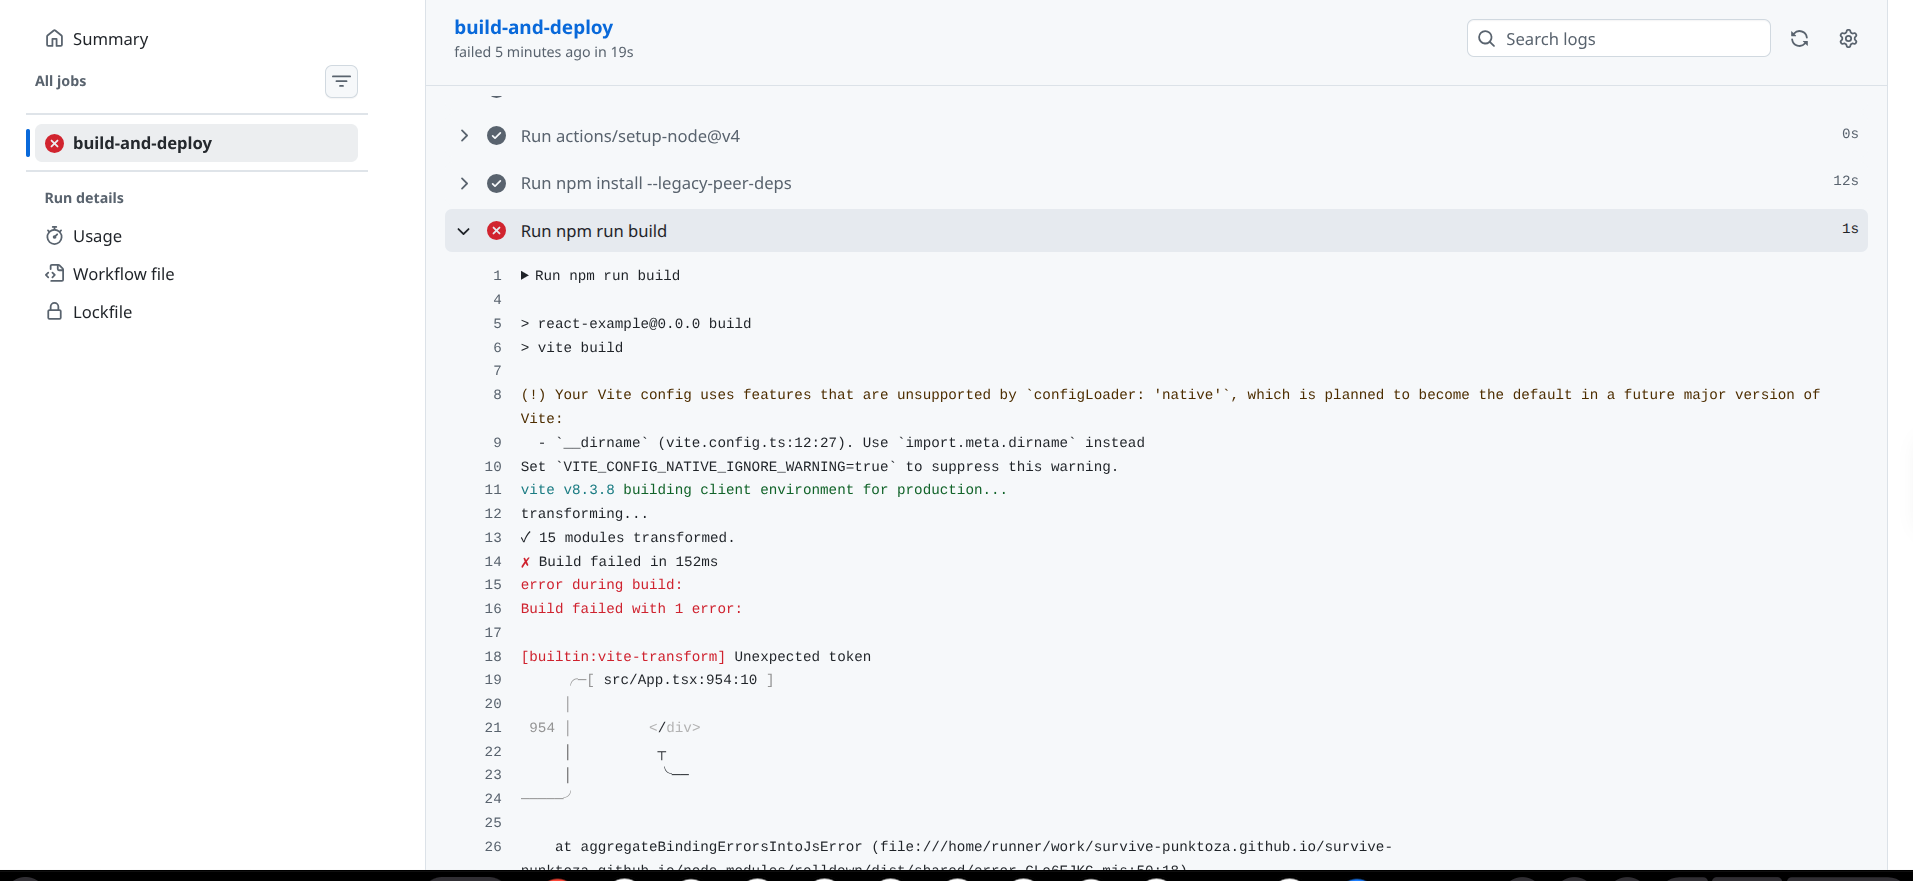 Summary
All jobs
build-and-deploy
Run details
Usage
Workflow file
Lockfile
build-and-deploy
failed 5 minutes ago in 19s
Search logs
Run actions/setup-node@v4 0s
Run npm install --legacy-peer-deps 12s
Run npm run build 1s
1 Run npm run build
4
5 > react-example@0.0.0 build
6 > vite build
7
8 (!) Your Vite config uses features that are unsupported by `configLoader: 'native'`, which is planned to become the default in a future major version of
Vite:
9 - `__dirname` (vite.config.ts:12:27). Use `import.meta.dirname` instead
10 Set `VITE_CONFIG_NATIVE_IGNORE_WARNING=true` to suppress this warning.
11 vite v8.3.8 building client environment for production...
12 transforming...
13 ✓ 15 modules transformed.
14 ✗ Build failed in 152ms
15 error during build:
16 Build failed with 1 error:
17
18 [builtin:vite-transform] Unexpected token
19 ╭─[ src/App.tsx:954:10 ]
20 │
21 954 │ </div>
22 │ ┬
23 │ ╰──
24 ─────╯
25
26 at aggregateBindingErrorsIntoJsError (file:///home/runner/work/survive-punktoza.github.io/survive-